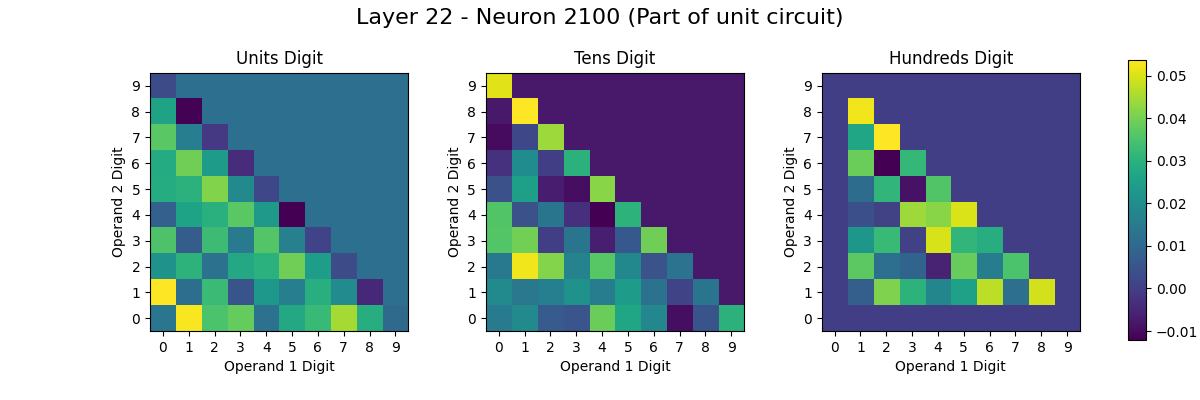 Layer 22 - Neuron 2100 (Part of unit circuit)
Units Digit
Tens Digit
Hundreds Digit
Operand 2 Digit
9
8
7
6
5
4
3
2
1
0
0 1 2 3 4 5 6 7 8 9
Operand 1 Digit
Operand 2 Digit
9
8
7
6
5
4
3
2
1
0
0 1 2 3 4 5 6 7 8 9
Operand 1 Digit
Operand 2 Digit
9
8
7
6
5
4
3
2
1
0
0 1 2 3 4 5 6 7 8 9
Operand 1 Digit
0.05
0.04
0.03
0.02
0.01
0.00
−0.01